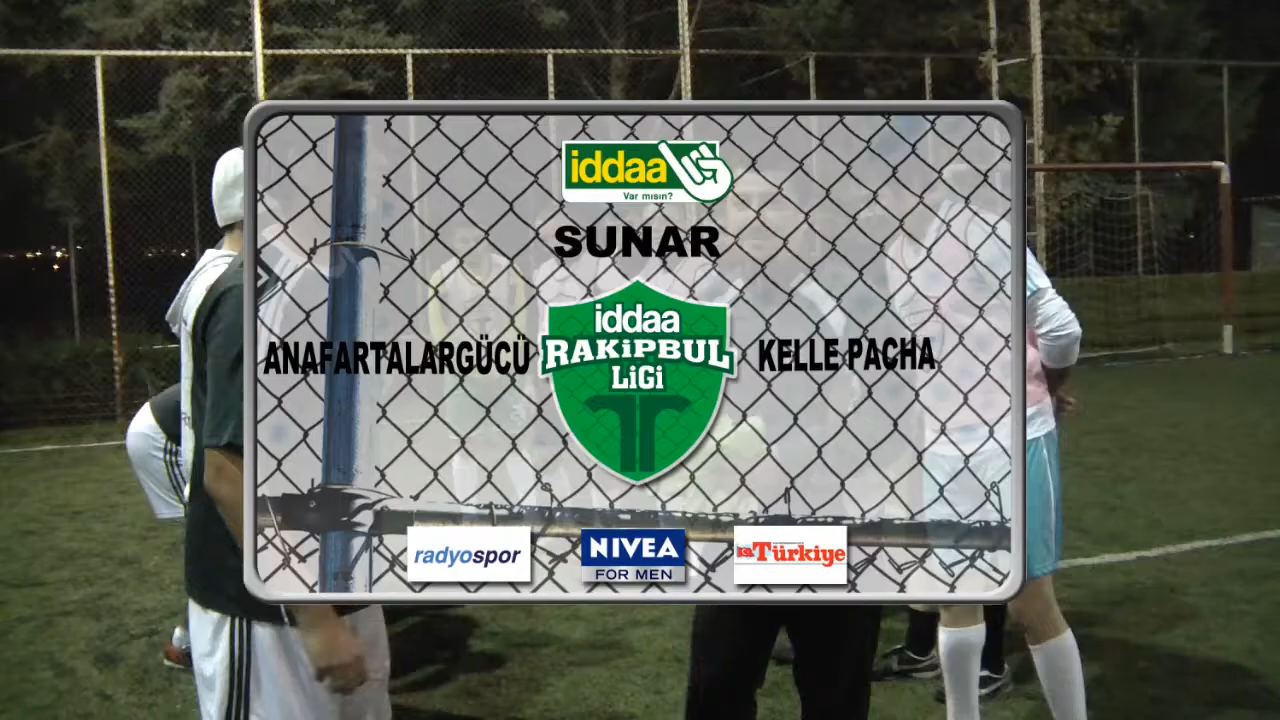 iddaa
Var mısın?
SUNAR
iddaa
RAKiPBUL
LiGi
ANAFARTALARGÜCÜ
KELLE PACHA
radyospor
NIVEA
FOR MEN
Türkiye